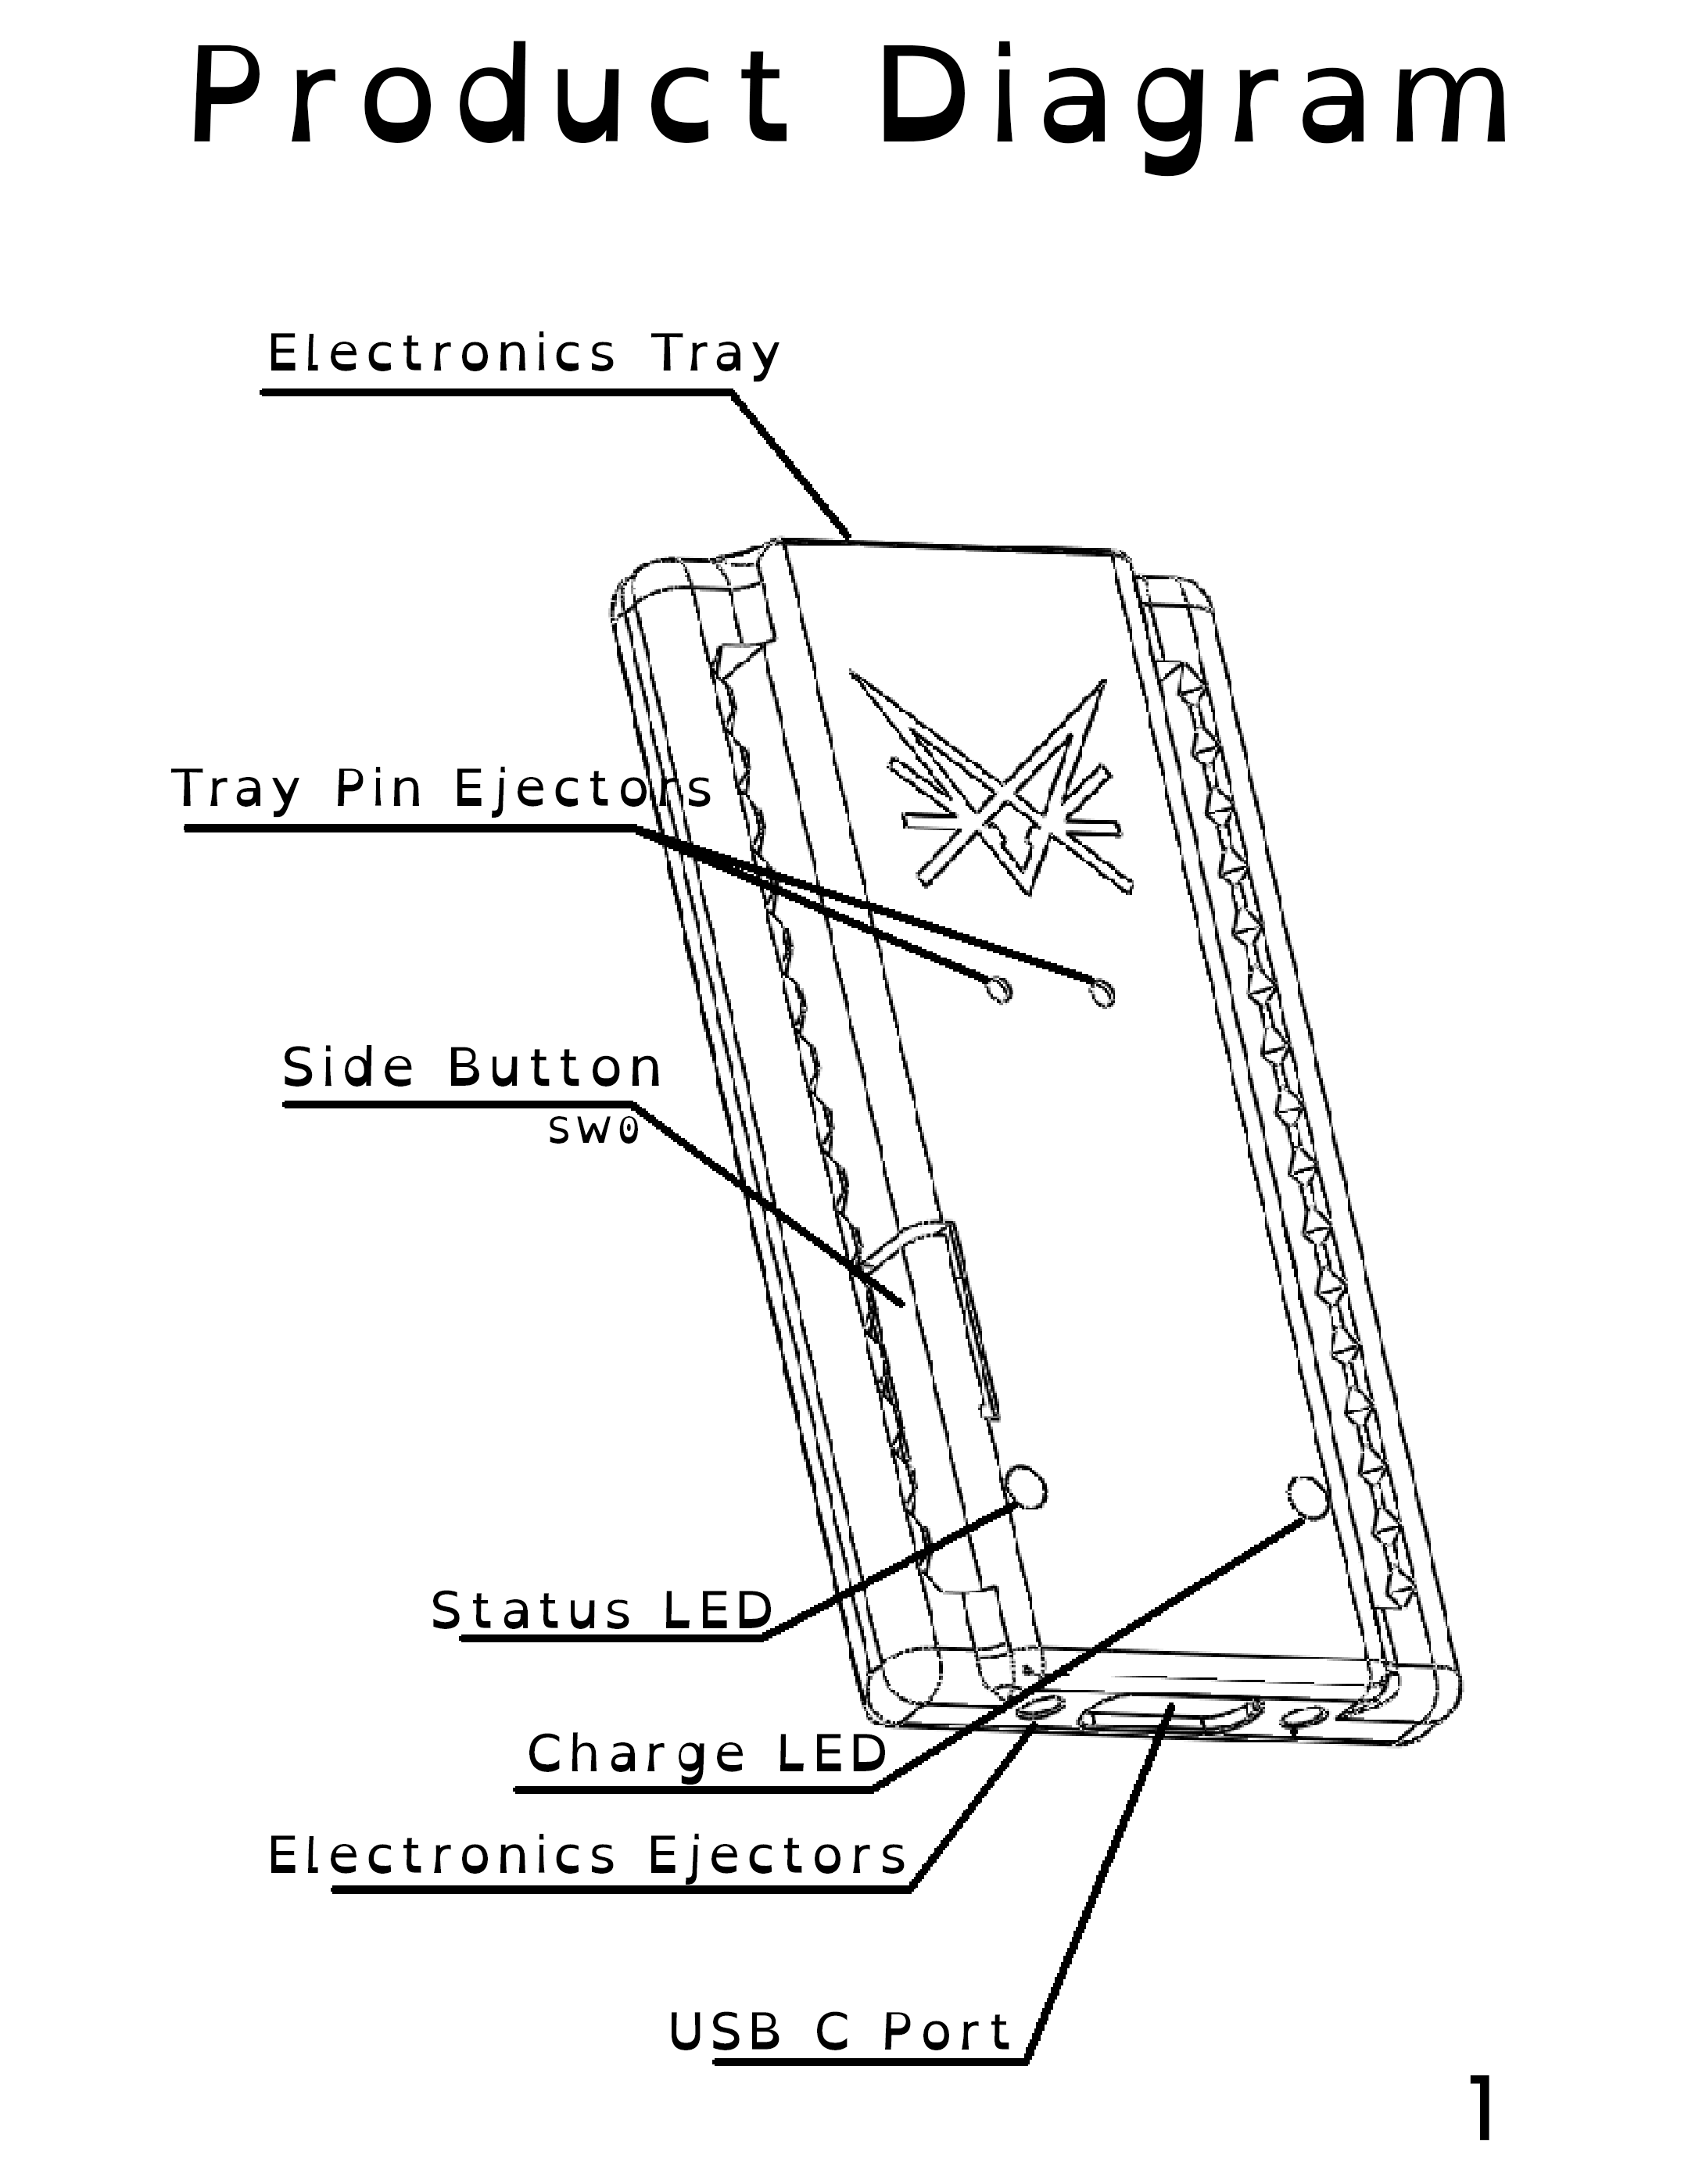 Product Diagram
Electronics Tray
Tray Pin Ejectors
Side Button
SW0
Status LED
Charge LED
Electronics Ejectors
USB C Port
1